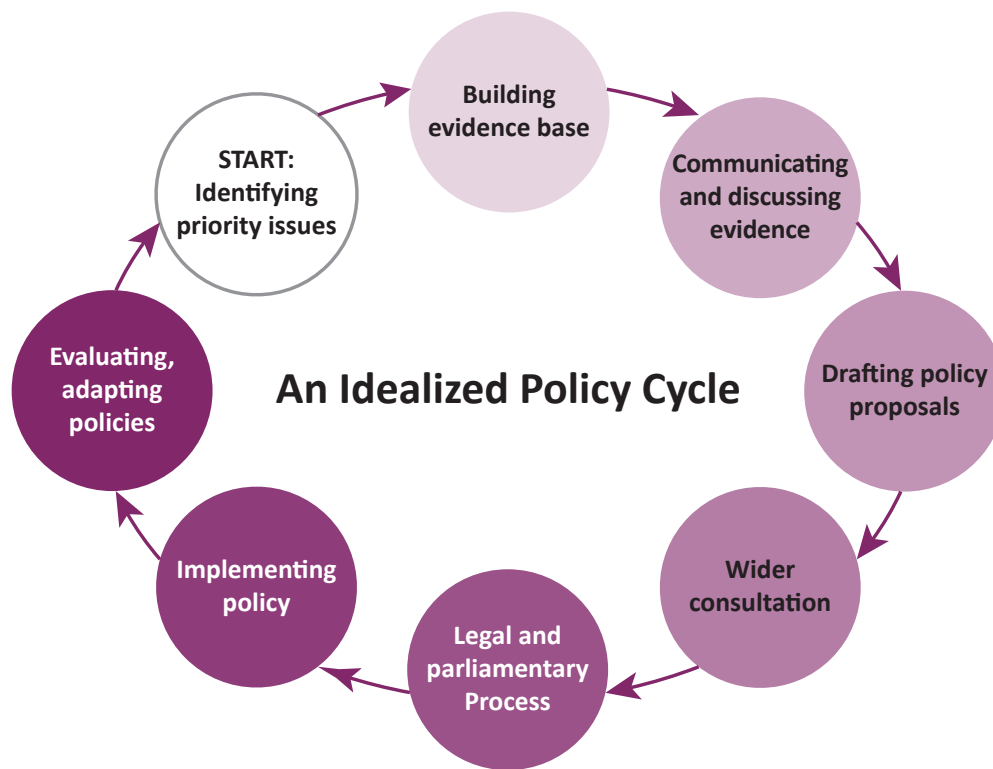 START:
Identifying
priority issues
Building
evidence base
Communicating
and discussing
evidence
Drafting policy
proposals
Wider
consultation
Legal and
parliamentary
Process
Implementing
policy
Evaluating,
adapting
policies
An Idealized Policy Cycle